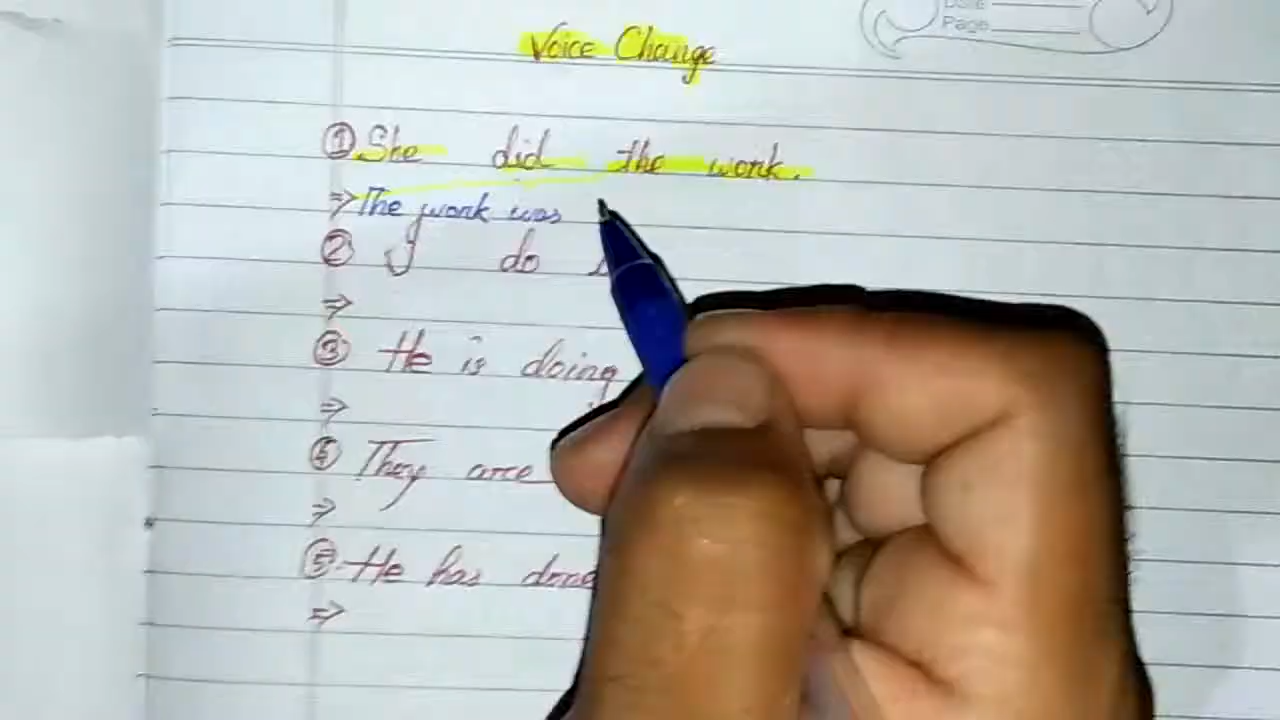 Page
Voice Change
① She did the work.
⇒ The work was
② I do
⇒
③ He is doing
⇒
④ They are
⇒
⑤ He has done
⇒